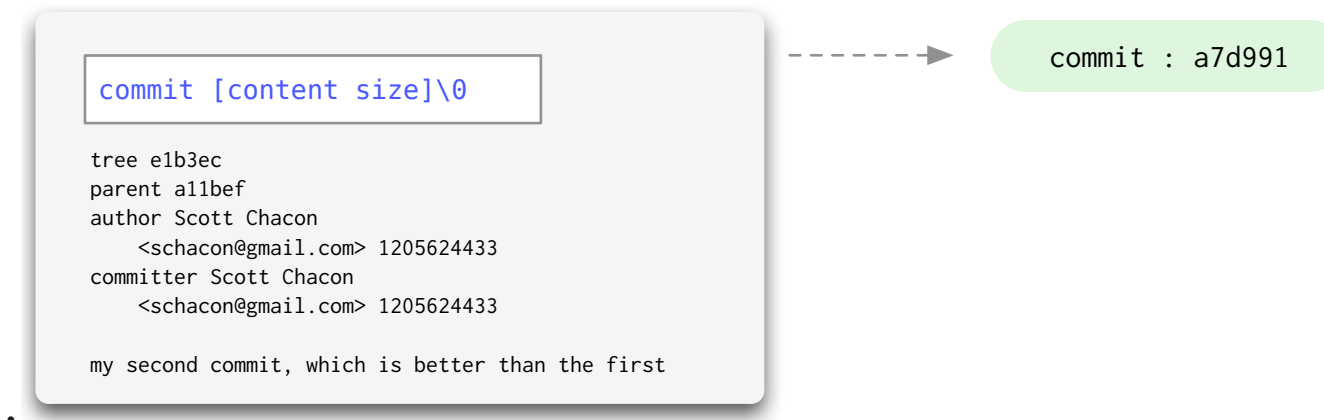 commit [content size]\0
commit : a7d991
tree e1b3ec
parent a11bef
author Scott Chacon
<schacon@gmail.com> 1205624433
committer Scott Chacon
<schacon@gmail.com> 1205624433
my second commit, which is better than the first